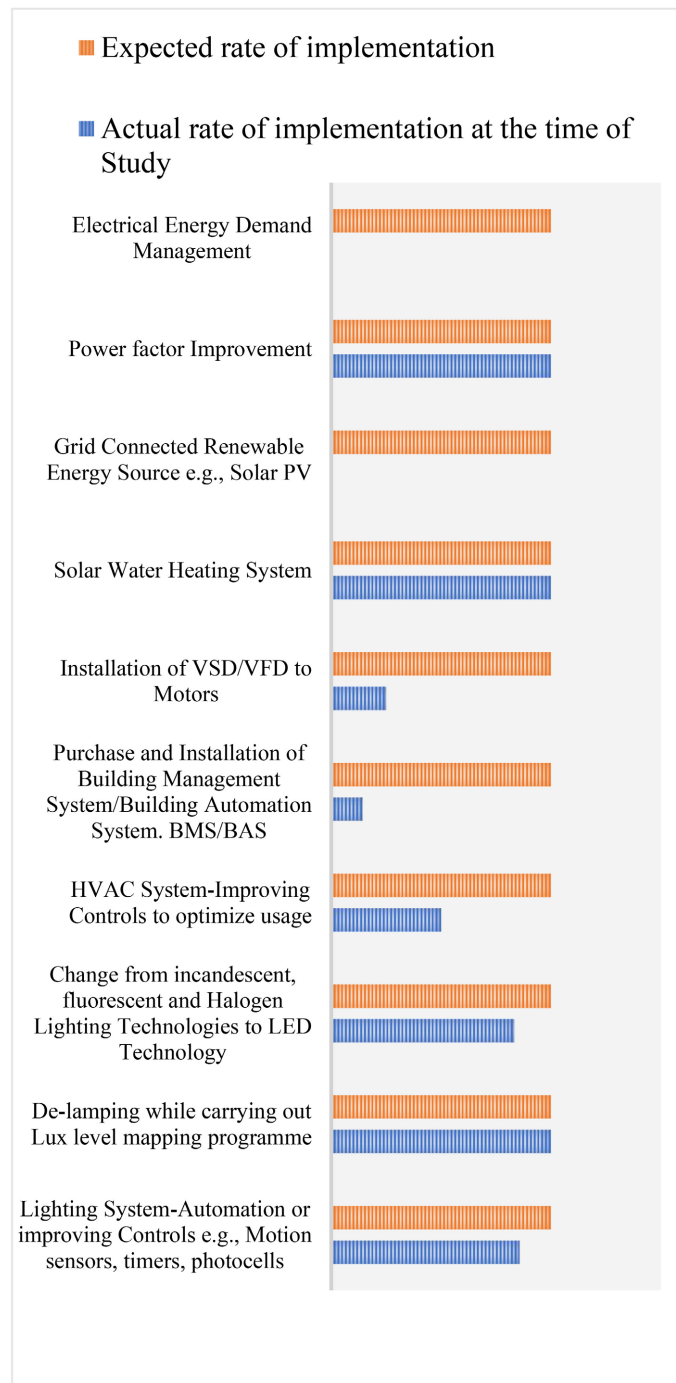 Expected rate of implementation
Actual rate of implementation at the time of
Study
Electrical Energy Demand
Management
Power factor Improvement
Grid Connected Renewable
Energy Source e.g., Solar PV
Solar Water Heating System
Installation of VSD/VFD to
Motors
Purchase and Installation of
Building Management
System/Building Automation
System. BMS/BAS
HVAC System-Improving
Controls to optimize usage
Change from incandescent,
fluorescent and Halogen
Lighting Technologies to LED
Technology
De-lamping while carrying out
Lux level mapping programme
Lighting System-Automation or
improving Controls e.g., Motion
sensors, timers, photocells